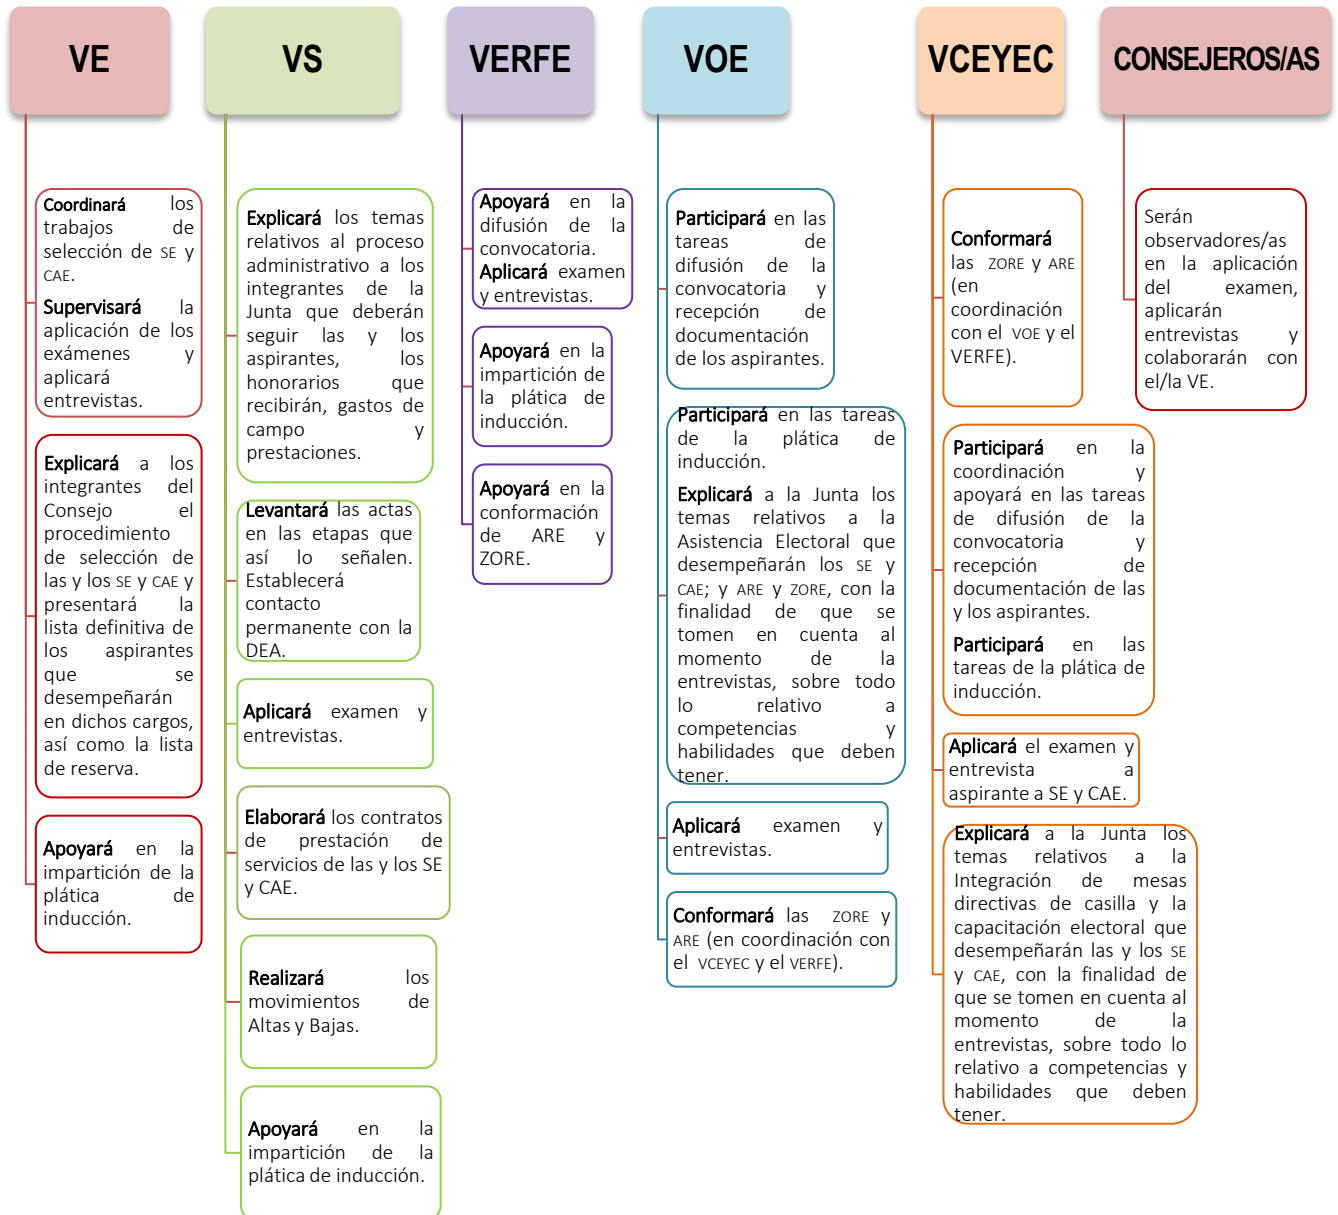 VE
Coordinará los
trabajos de
selección de SE y
CAE.
Supervisará la
aplicación de los
exámenes y
aplicará
entrevistas.
Explicará a los
integrantes del
Consejo el
procedimiento
de selección de
las y los SE y CAE y
presentará la
lista definitiva de
los aspirantes
que se
desempeñarán
en dichos cargos,
así como la lista
de reserva.
Apoyará en la
impartición de la
plática de
inducción.
VS
Explicará los temas
relativos al proceso
administrativo a los
integrantes de la
Junta que deberán
seguir las y los
aspirantes, los
honorarios que
recibirán, gastos de
campo y
prestaciones.
Levantará las actas
en las etapas que
así lo señalen.
Establecerá
contacto
permanente con la
DEA.
Aplicará examen y
entrevistas.
Elaborará los contratos
de prestación de
servicios de las y los SE
y CAE.
Realizará los
movimientos de
Altas y Bajas.
Apoyará en la
impartición de la
plática de inducción.
VERFE
Apoyará en la
difusión de la
convocatoria.
Aplicará examen
y entrevistas.
Apoyará en la
impartición de
la plática de
inducción.
Apoyará en la
conformación
de ARE y
ZORE.
VOE
Participará en las
tareas de
difusión de la
convocatoria y
recepción de
documentación
de los aspirantes.
Participará en las tareas
de la plática de
inducción.
Explicará a la Junta los
temas relativos a la
Asistencia Electoral que
desempeñarán los SE y
CAE; y ARE y ZORE, con la
finalidad de que se
tomen en cuenta al
momento de la
entrevistas, sobre todo
lo relativo a
competencias y
habilidades que deben
tener.
Aplicará examen y
entrevistas.
Conformará las ZORE y
ARE (en coordinación con
el VCEYEC y el VERFE).
VCEYEC
Conformará
las ZORE y ARE
(en
coordinación
con el VOE y el
VERFE).
Participará en la
coordinación y
apoyará en las tareas
de difusión de la
convocatoria y
recepción de
documentación de las
y los aspirantes.
Participará en las
tareas de la plática de
inducción.
Aplicará el examen y
entrevista a
aspirante a SE y CAE.
Explicará a la Junta los
temas relativos a la
Integración de mesas
directivas de casilla y la
capacitación electoral que
desempeñarán las y los SE
y CAE, con la finalidad de
que se tomen en cuenta al
momento de la
entrevistas, sobre todo lo
relativo a competencias y
habilidades que deben
tener.
CONSEJEROS/AS
Serán
observadores/as
en la aplicación
del examen,
aplicarán
entrevistas y
colaborarán con
el/la VE.